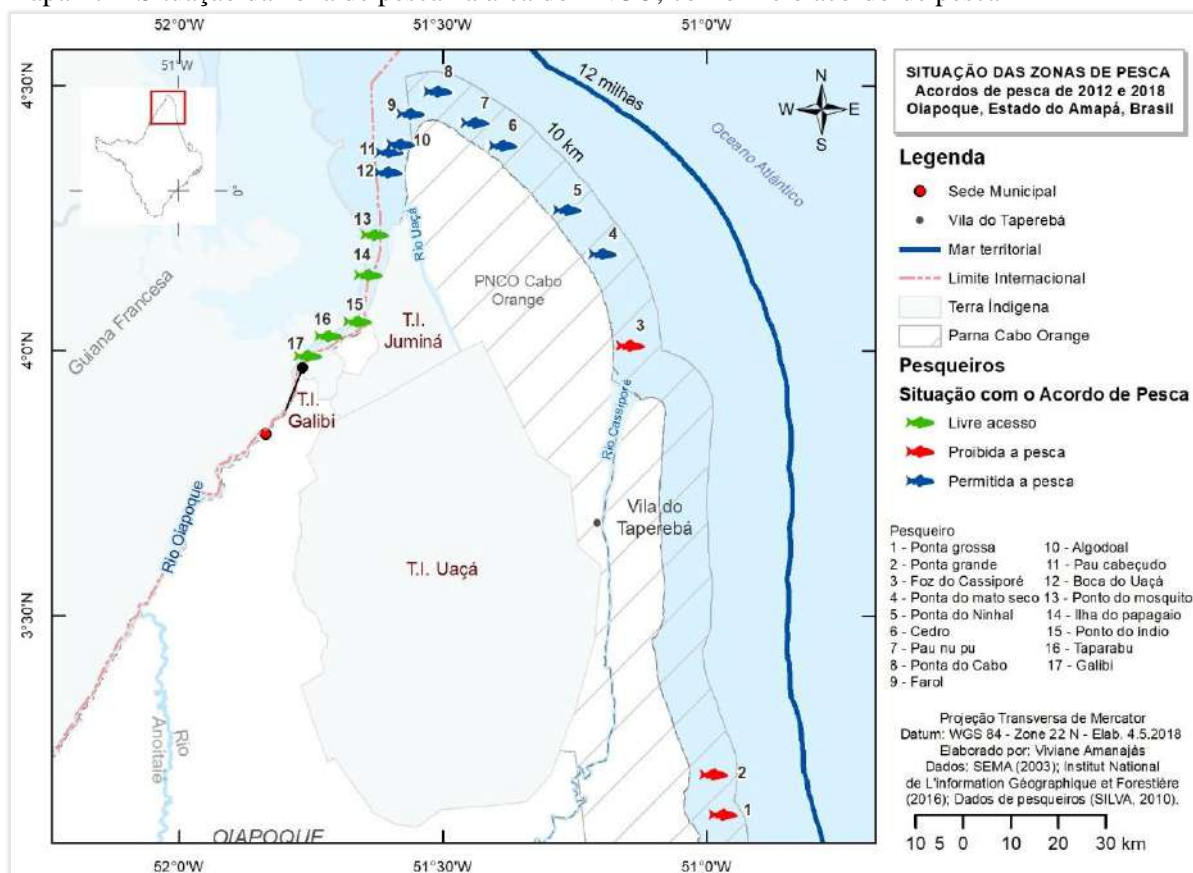 52°0'W
51°30'W
51°0'W
4°30'N
4°0'N
3°30'N
51°W
0°
12 milhas
10 km
Oceano Atlântico
N
W E
S
8
7
9
6
10
11
12
5
4
13
14
15
16
17
3
2
1
Rio Uaçá
PNCO Cabo
Orange
Guiana Francesa
T.I.
Juminá
T.I.
Galibi
Rio Cassiporé
Rio Oiapoque
Vila do
Taperebá
T.I. Uaçá
Rio
Anoitaie
OIAPOQUE
52°0'W
51°30'W
51°0'W
SITUAÇÃO DAS ZONAS DE PESCA
Acordos de pesca de 2012 e 2018
Oiapoque, Estado do Amapá, Brasil
Legenda
Sede Municipal
Vila do Taperebá
Mar territorial
Limite Internacional
Terra Índigena
Parna Cabo Orange
Pesqueiros
Situação com o Acordo de Pesca
Livre acesso
Proibida a pesca
Permitida a pesca
Pesqueiro
1 - Ponta grossa 10 - Algodoal
2 - Ponta grande 11 - Pau cabeçudo
3 - Foz do Cassiporé 12 - Boca do Uaçá
4 - Ponta do mato seco 13 - Ponto do mosquito
5 - Ponta do Ninhal 14 - Ilha do papagaio
6 - Cedro 15 - Ponto do índio
7 - Pau nu pu 16 - Taparabu
8 - Ponta do Cabo 17 - Galibi
9 - Farol
Projeção Transversa de Mercator
Datum: WGS 84 - Zone 22 N - Elab. 4.5.2018
Elaborado por: Viviane Amanajás
Dados: SEMA (2003); Institut National
de L'information Géographique et Forestière
(2016); Dados de pesqueiros (SILVA, 2010).
10 5 0 10 20 30 km